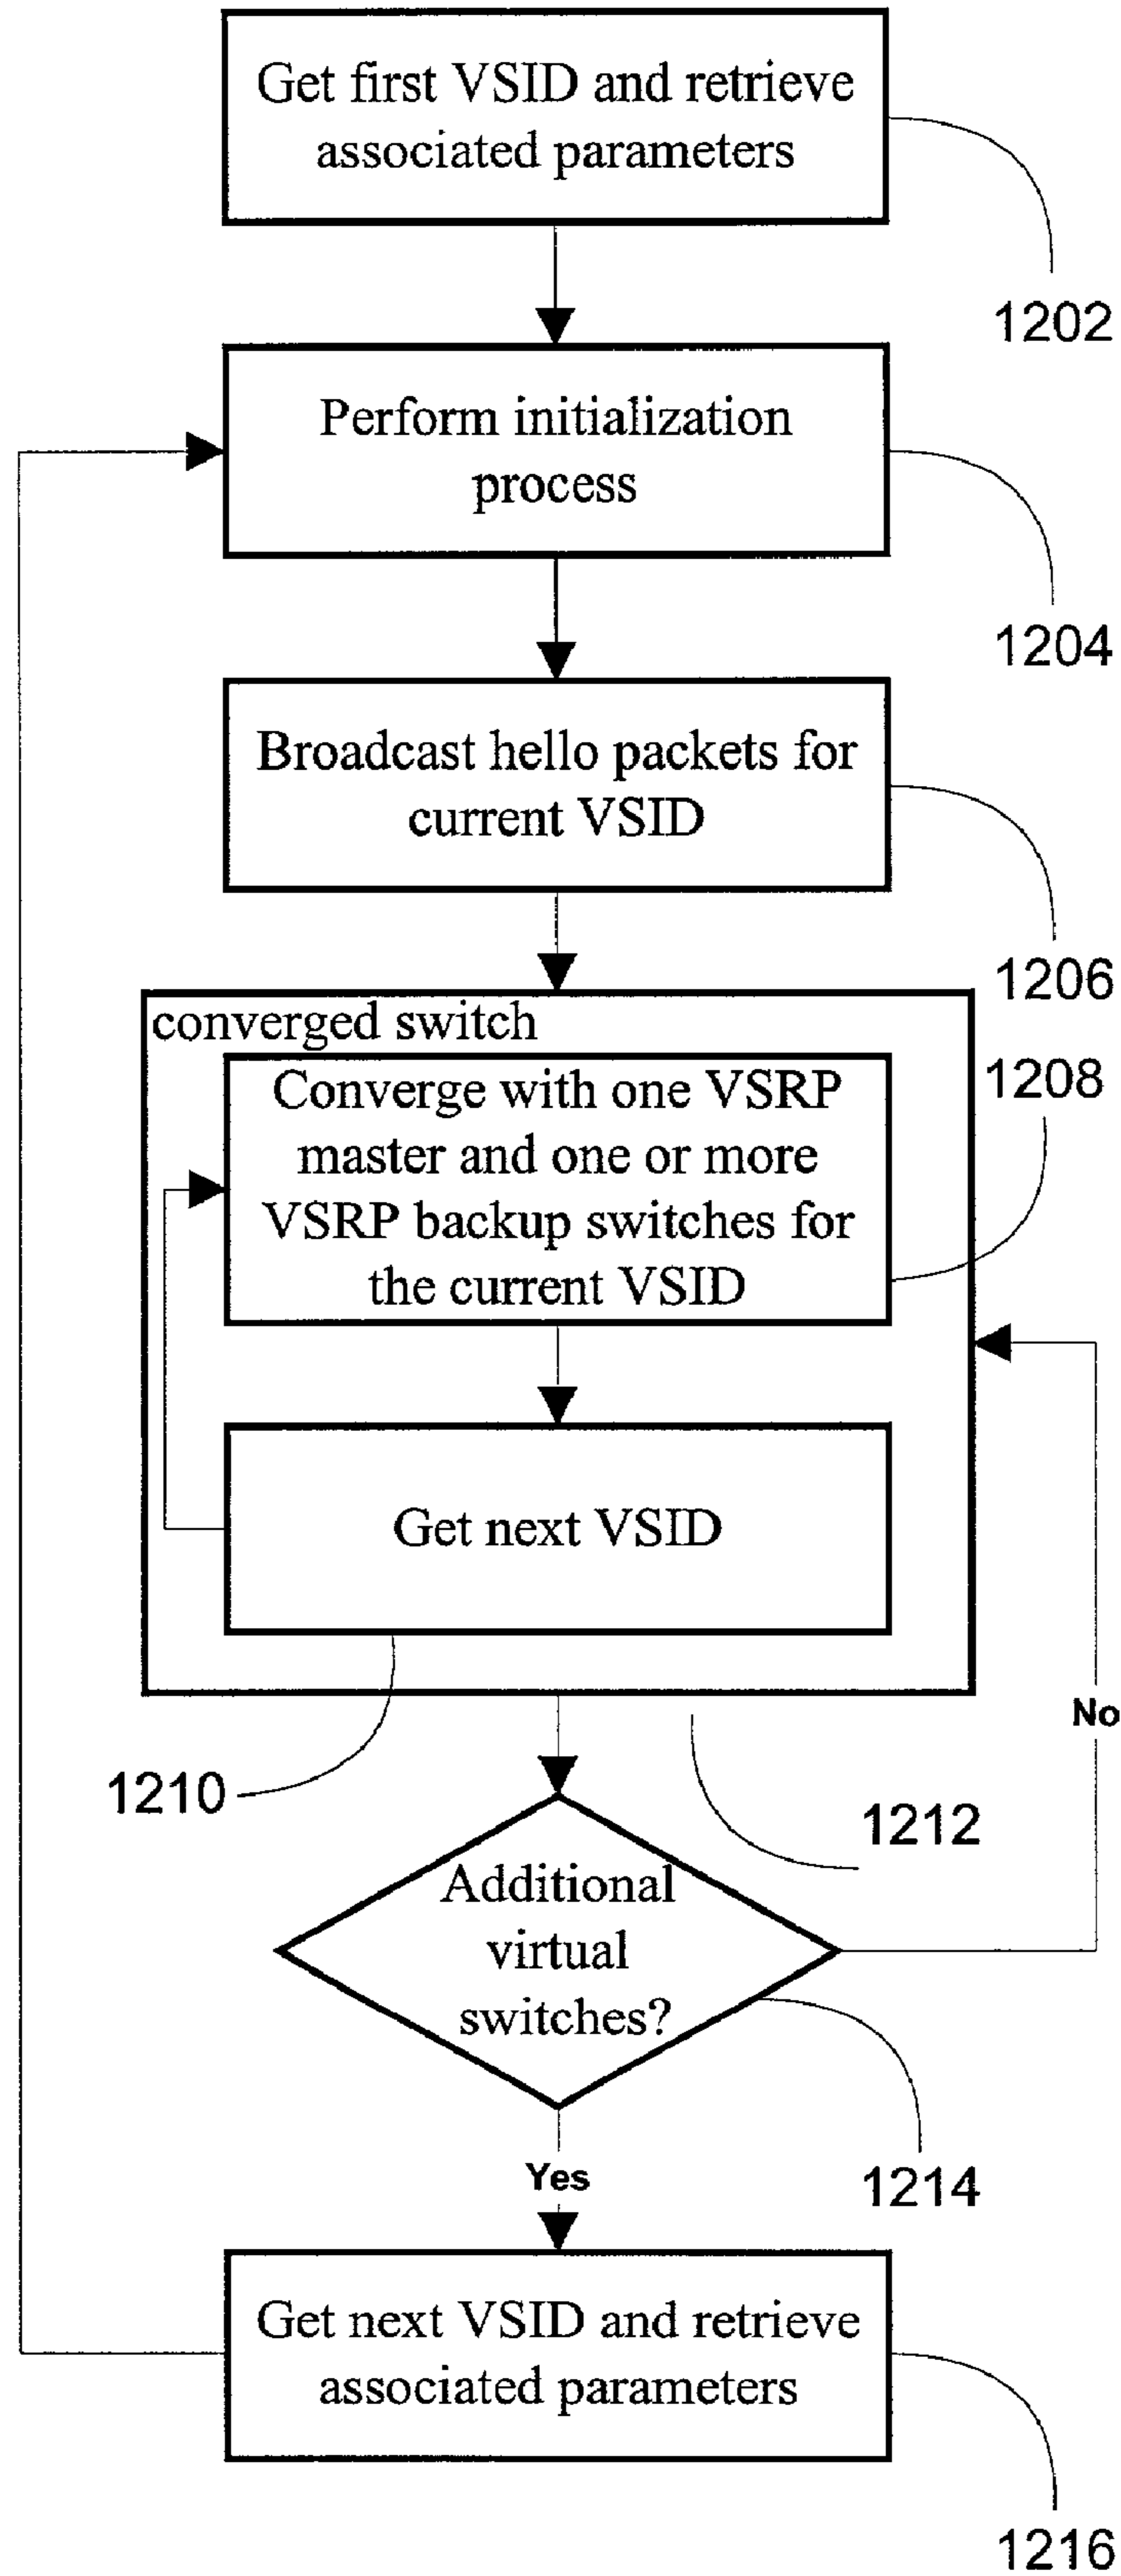 Get first VSID and retrieve
associated parameters
1202
Perform initialization
process
1204
Broadcast hello packets for
current VSID
1206
converged switch
1208
Converge with one VSRP
master and one or more
VSRP backup switches for
the current VSID
Get next VSID
No
1210
1212
Additional
virtual
switches?
Yes
1214
Get next VSID and retrieve
associated parameters
1216